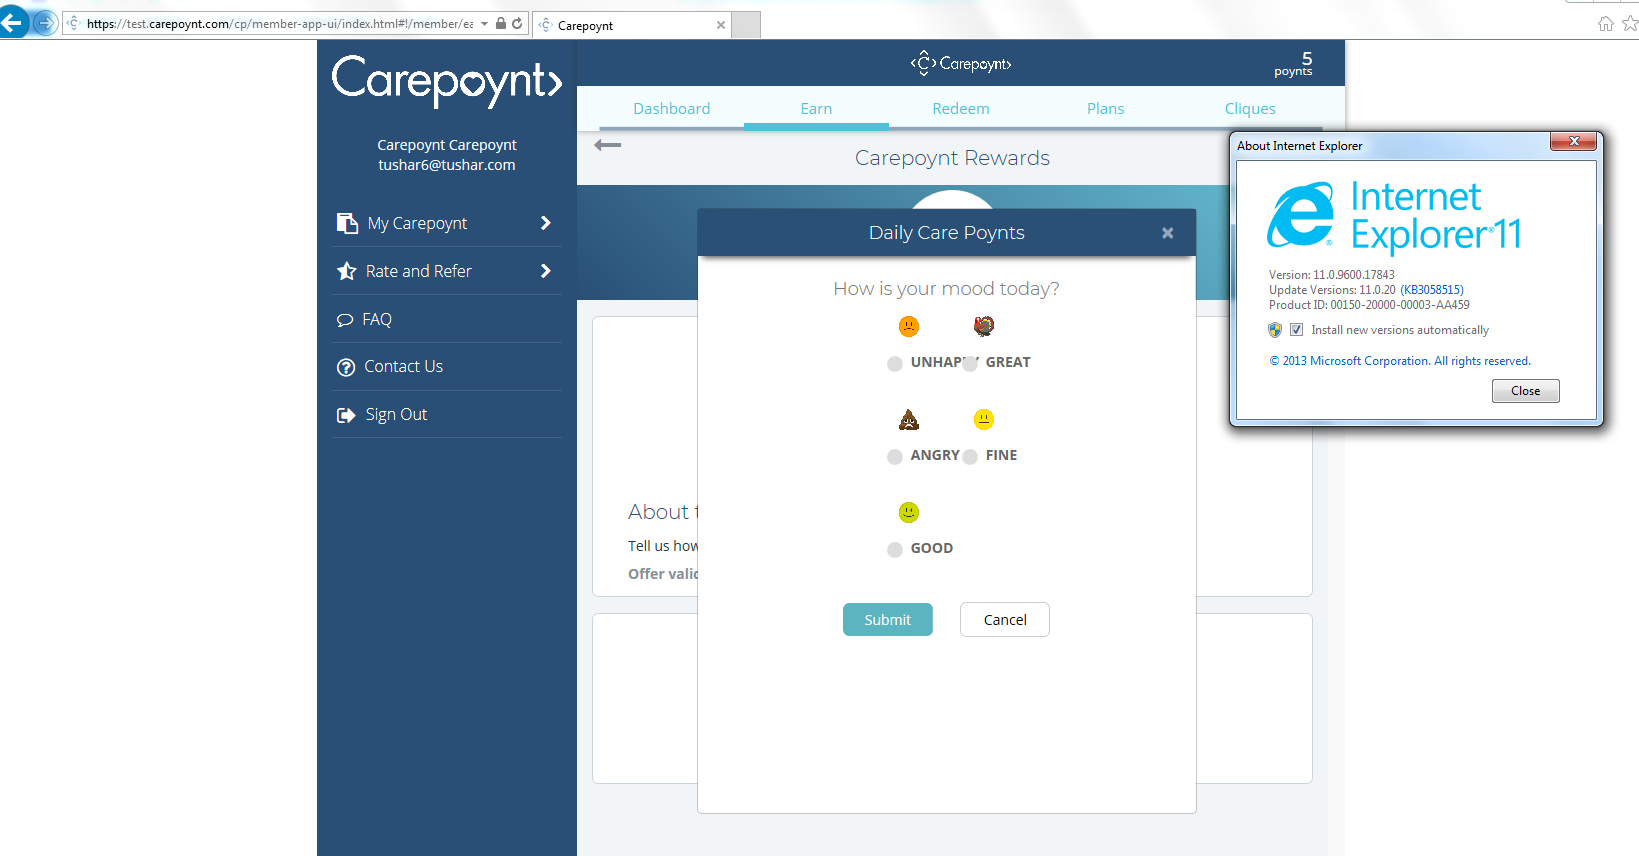 https://test.carepoynt.com/cp/member-app-ui/index.html#!/member/ea
Carepoynt
Carepoynt
Carepoynt Carepoynt
tushar6@tushar.com
My Carepoynt
Rate and Refer
FAQ
Contact Us
Sign Out
Carepoynt
5
poynts
Dashboard Earn Redeem Plans Cliques
Carepoynt Rewards
Daily Care Poynts
How is your mood today?
UNHAPPY GREAT
ANGRY FINE
GOOD
Submit Cancel
About t
Tell us how
Offer valid
About Internet Explorer
Internet
Explorer®11
Version: 11.0.9600.17843
Update Versions: 11.0.20 (KB3058515)
Product ID: 00150-20000-00003-AA459
Install new versions automatically
© 2013 Microsoft Corporation. All rights reserved.
Close